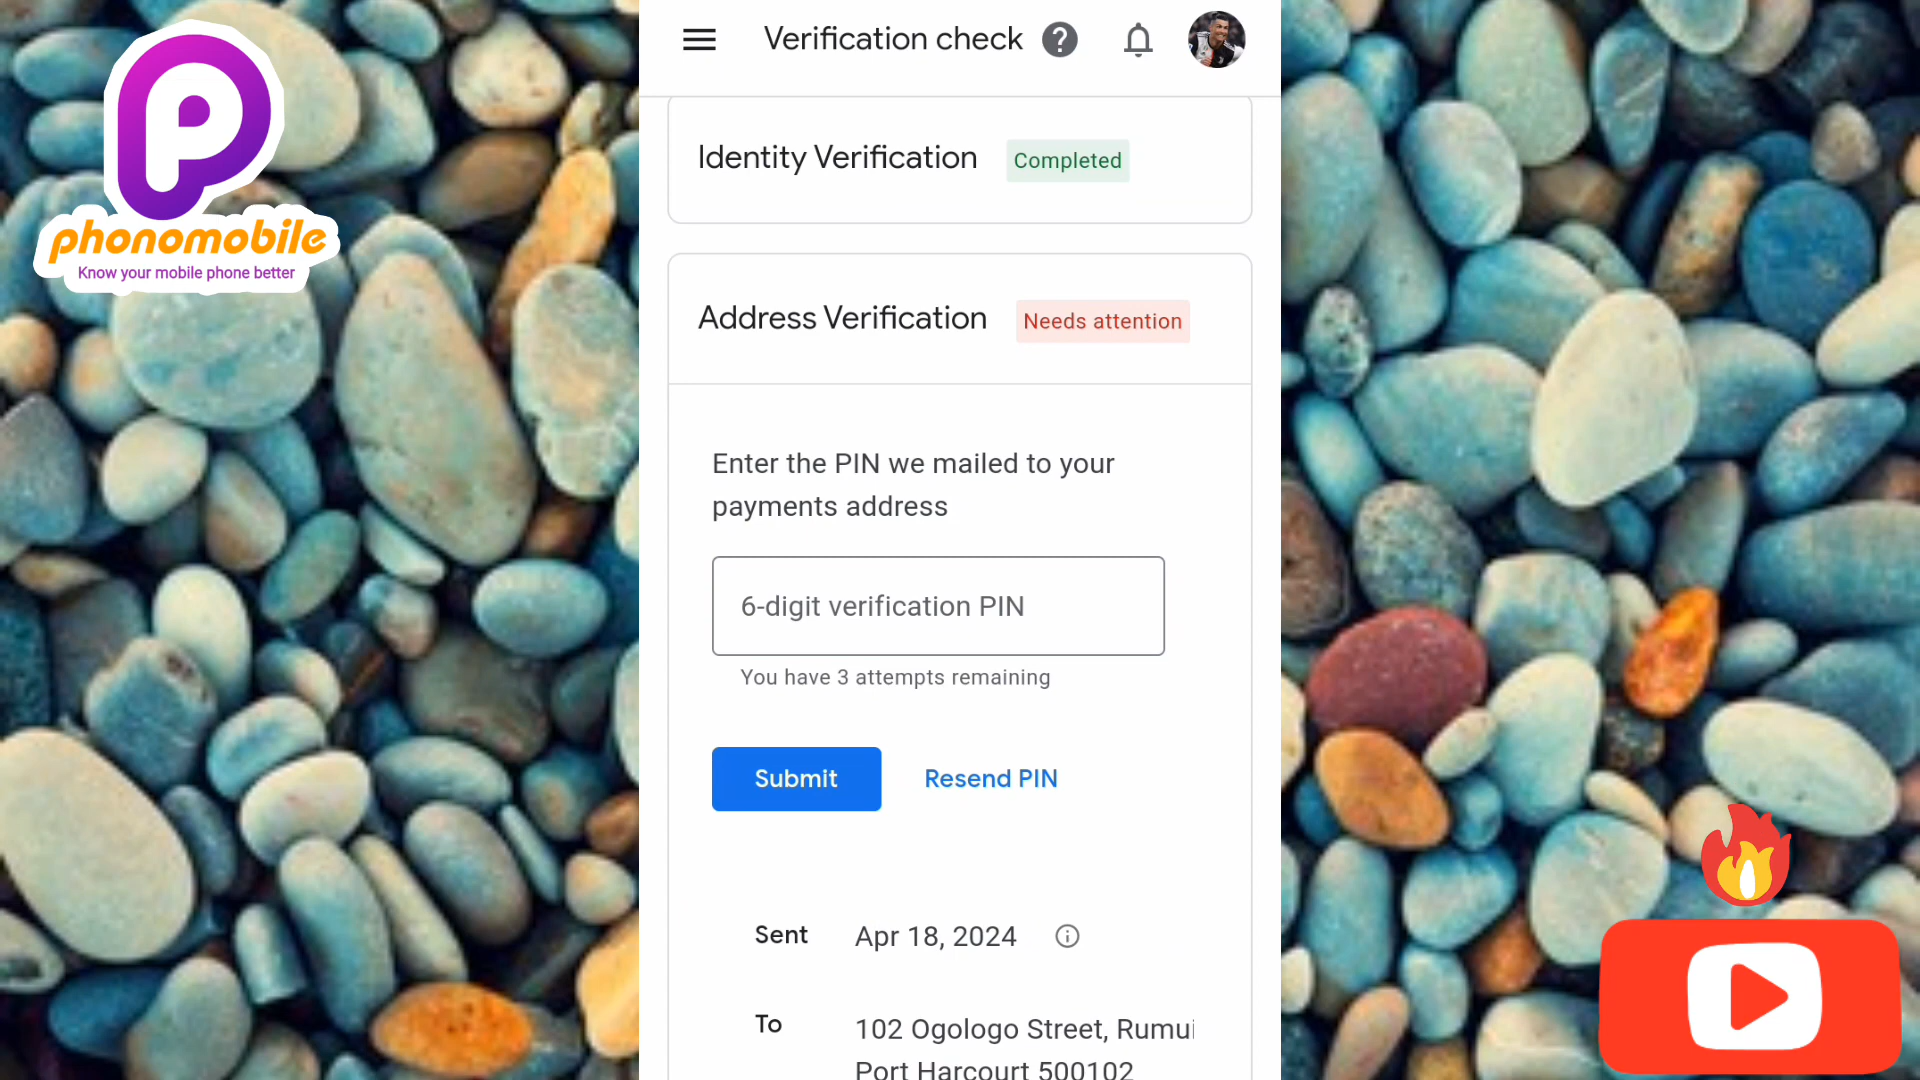 phonomobile
Know your mobile phone better
Verification check
Identity Verification
Completed
Address Verification
Needs attention
Enter the PIN we mailed to your
payments address
6-digit verification PIN
You have 3 attempts remaining
Submit
Resend PIN
Sent
Apr 18, 2024
To
102 Ogologo Street, Rumui
Port Harcourt 500102